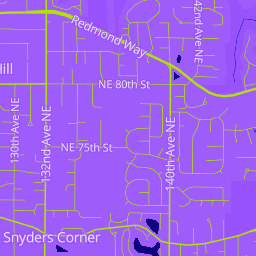 Redmond Way
42nd Ave NE
Hill
NE 80th St
130th Ave NE
132nd Ave NE
NE 75th St
140th Ave NE
Snyders Corner